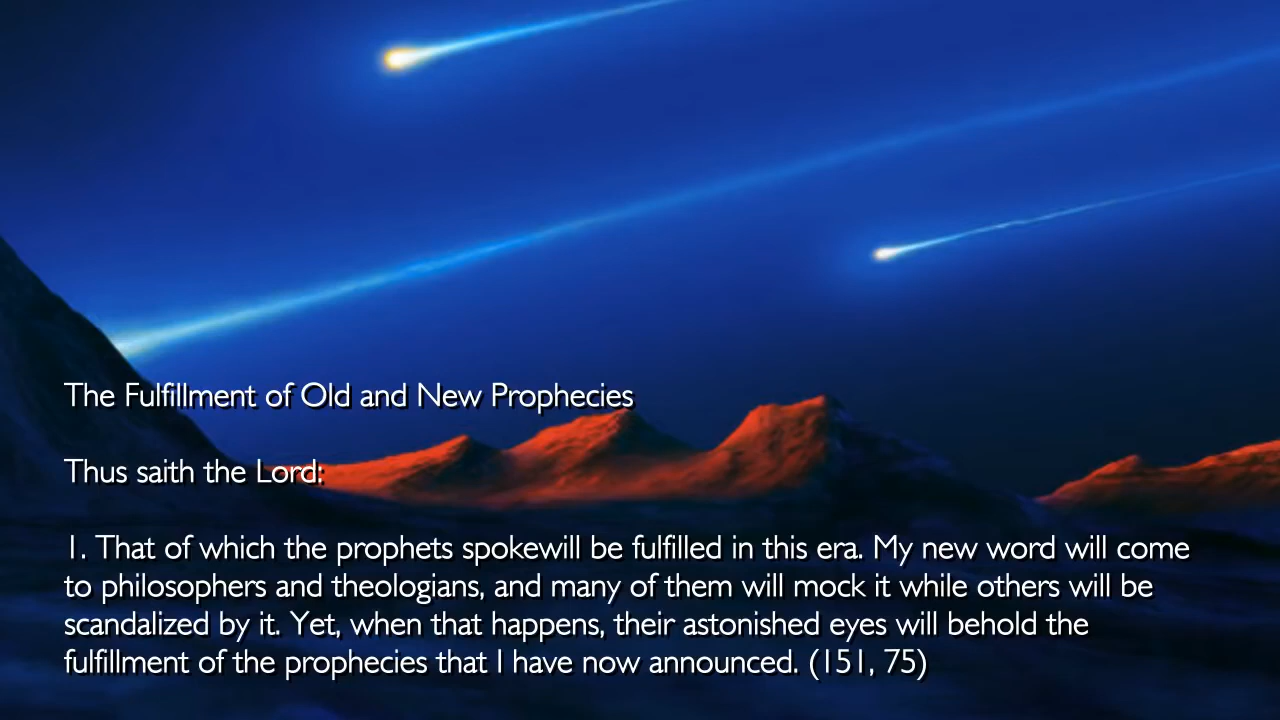 The Fulfillment of Old and New Prophecies
Thus saith the Lord:
1. That of which the prophets spokewill be fulfilled in this era. My new word will come
to philosophers and theologians, and many of them will mock it while others will be
scandalized by it. Yet, when that happens, their astonished eyes will behold the
fulfillment of the prophecies that I have now announced. (151, 75)